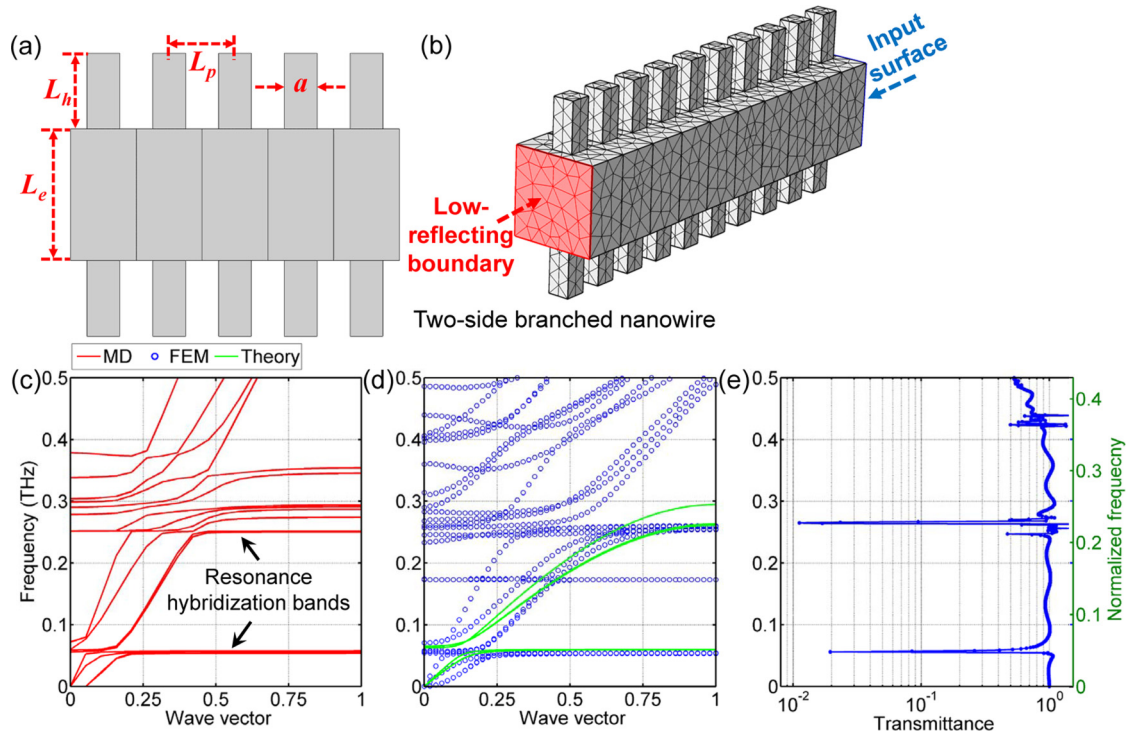 (a)
L_p
a
L_h
L_e
(b)
Input
surface
Low-
reflecting
boundary
Two-side branched nanowire
MD FEM Theory
(c)
(d)
(e)
Frequency (THz)
0.5
0.4
0.3
0.2
0.1
0
Resonance
hybridization bands
0 0.25 0.5 0.75 1
Wave vector
0.5
0.4
0.3
0.2
0.1
0
0 0.25 0.5 0.75 1
Wave vector
0.5
0.4
0.3
0.2
0.1
0
10^-2 10^-1 10^0
Transmittance
0.4
0.3
0.2
0.1
0
Normalized frequecny